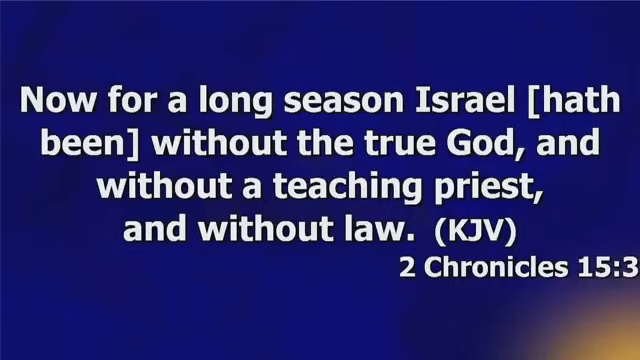 Now for a long season Israel [hath
been] without the true God, and
without a teaching priest,
and without law. (KJV)
2 Chronicles 15:3